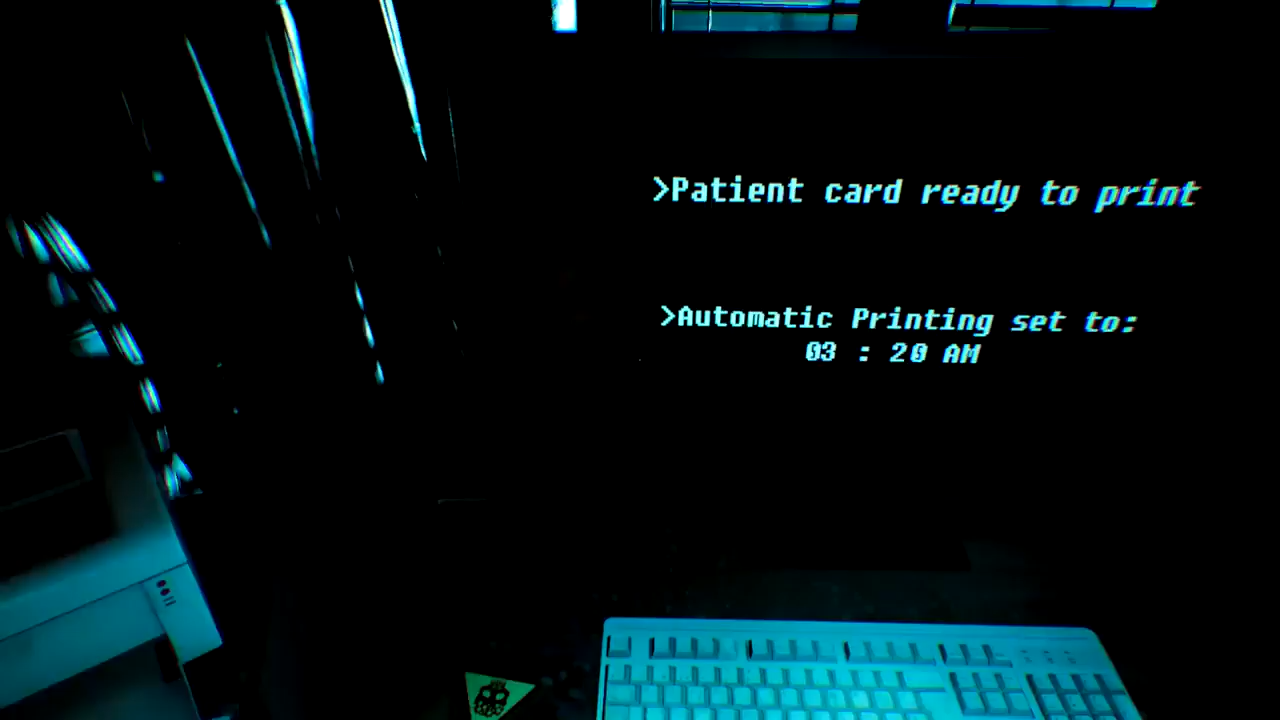 >Patient card ready to print
>Automatic Printing set to:
03 : 20 AM